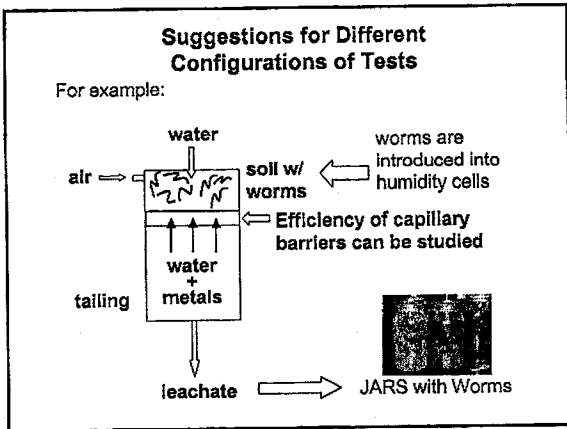 Suggestions for Different
Configurations of Tests
For example:
water
air
soil w/
worms
worms are
introduced into
humidity cells
Efficiency of capillary
barriers can be studied
water
+
metals
tailing
leachate
JARS with Worms